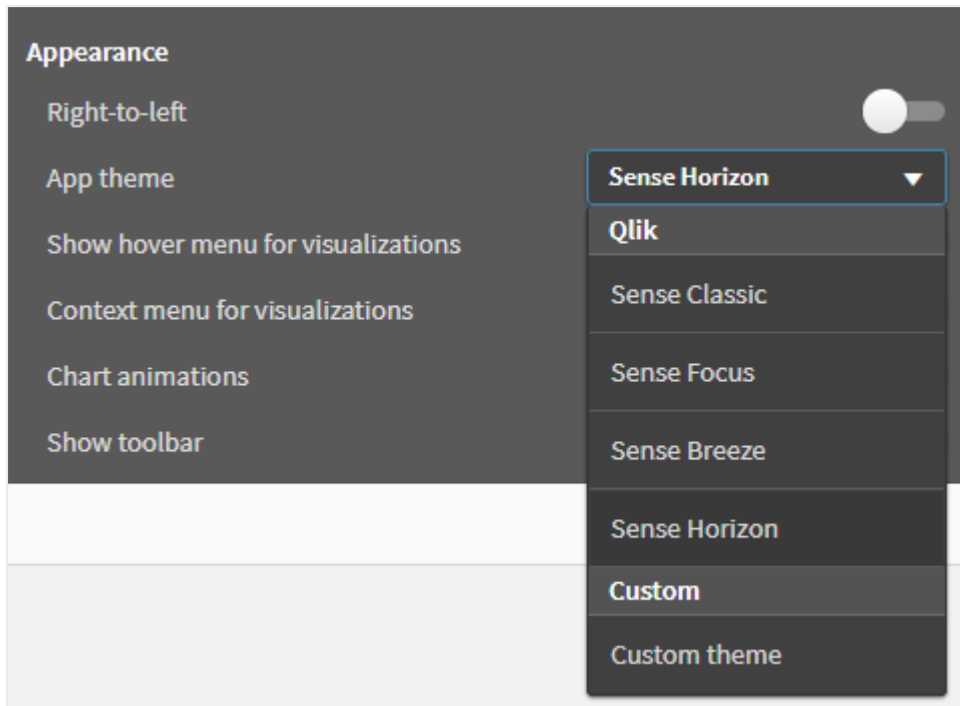 Appearance
Right-to-left
App theme
Sense Horizon
Show hover menu for visualizations
Context menu for visualizations
Chart animations
Show toolbar
Qlik
Sense Classic
Sense Focus
Sense Breeze
Sense Horizon
Custom
Custom theme